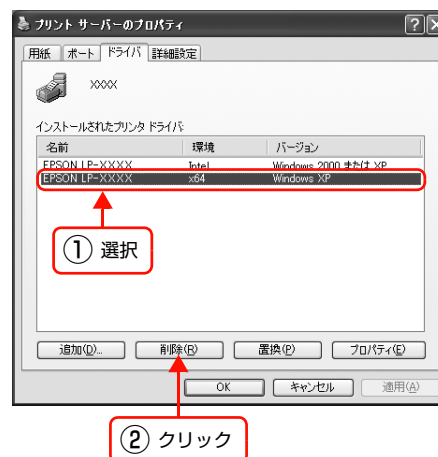 プリント サーバーのプロパティ
用紙 ポート ドライバ 詳細設定
XXXX
インストールされたプリンタ ドライバ:
名前 環境 バージョン
EPSON LP-XXXX Intel Windows 2000 または XP
EPSON LP-XXXX x64 Windows XP
① 選択
追加(D)... 削除(R) 置換(P) プロパティ(E)
OK キャンセル 適用(A)
② クリック